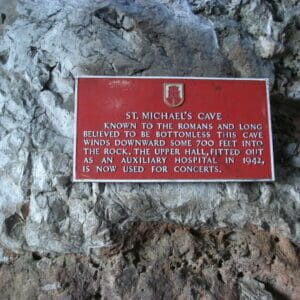 ST. MICHAEL'S CAVE
KNOWN TO THE ROMANS AND LONG
BELIEVED TO BE BOTTOMLESS THIS CAVE
WINDS DOWNWARD SOME 700 FEET INTO
THE ROCK. THE UPPER HALL, FITTED OUT
AS AN AUXILIARY HOSPITAL IN 1942,
IS NOW USED FOR CONCERTS.